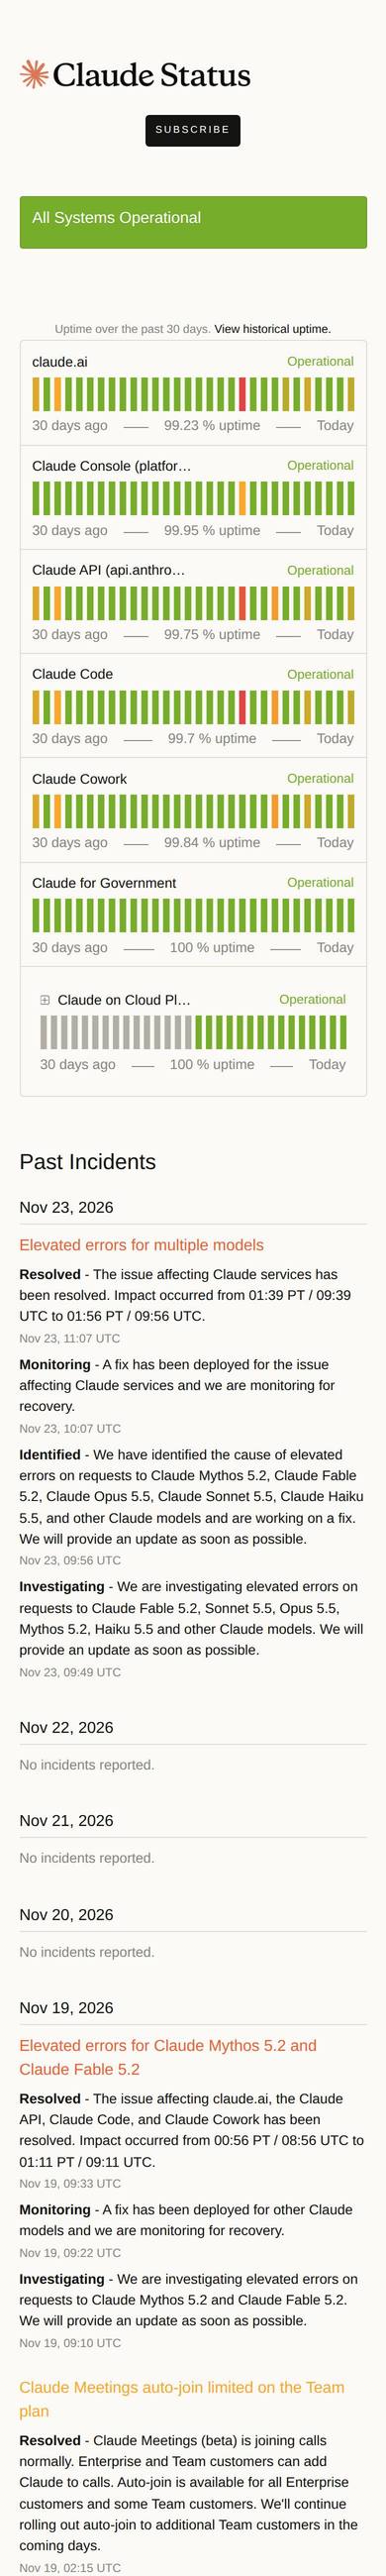 Claude Status
SUBSCRIBE
All Systems Operational
Uptime over the past 30 days. View historical uptime.
claude.ai Operational
30 days ago 99.23 % uptime Today
Claude Console (platfor… Operational
30 days ago 99.95 % uptime Today
Claude API (api.anthro… Operational
30 days ago 99.75 % uptime Today
Claude Code Operational
30 days ago 99.7 % uptime Today
Claude Cowork Operational
30 days ago 99.84 % uptime Today
Claude for Government Operational
30 days ago 100 % uptime Today
Claude on Cloud Pl… Operational
30 days ago 100 % uptime Today
Past Incidents
Nov 23, 2026
Elevated errors for multiple models
Resolved - The issue affecting Claude services has
been resolved. Impact occurred from 01:39 PT / 09:39
UTC to 01:56 PT / 09:56 UTC.
Nov 23, 11:07 UTC
Monitoring - A fix has been deployed for the issue
affecting Claude services and we are monitoring for
recovery.
Nov 23, 10:07 UTC
Identified - We have identified the cause of elevated
errors on requests to Claude Mythos 5.2, Claude Fable
5.2, Claude Opus 5.5, Claude Sonnet 5.5, Claude Haiku
5.5, and other Claude models and are working on a fix.
We will provide an update as soon as possible.
Nov 23, 09:56 UTC
Investigating - We are investigating elevated errors on
requests to Claude Fable 5.2, Sonnet 5.5, Opus 5.5,
Mythos 5.2, Haiku 5.5 and other Claude models. We will
provide an update as soon as possible.
Nov 23, 09:49 UTC
Nov 22, 2026
No incidents reported.
Nov 21, 2026
No incidents reported.
Nov 20, 2026
No incidents reported.
Nov 19, 2026
Elevated errors for Claude Mythos 5.2 and
Claude Fable 5.2
Resolved - The issue affecting claude.ai, the Claude
API, Claude Code, and Claude Cowork has been
resolved. Impact occurred from 00:56 PT / 08:56 UTC to
01:11 PT / 09:11 UTC.
Nov 19, 09:33 UTC
Monitoring - A fix has been deployed for other Claude
models and we are monitoring for recovery.
Nov 19, 09:22 UTC
Investigating - We are investigating elevated errors on
requests to Claude Mythos 5.2 and Claude Fable 5.2.
We will provide an update as soon as possible.
Nov 19, 09:10 UTC
Claude Meetings auto-join limited on the Team
plan
Resolved - Claude Meetings (beta) is joining calls
normally. Enterprise and Team customers can add
Claude to calls. Auto-join is available for all Enterprise
customers and some Team customers. We'll continue
rolling out auto-join to additional Team customers in the
coming days.
Nov 19, 02:15 UTC